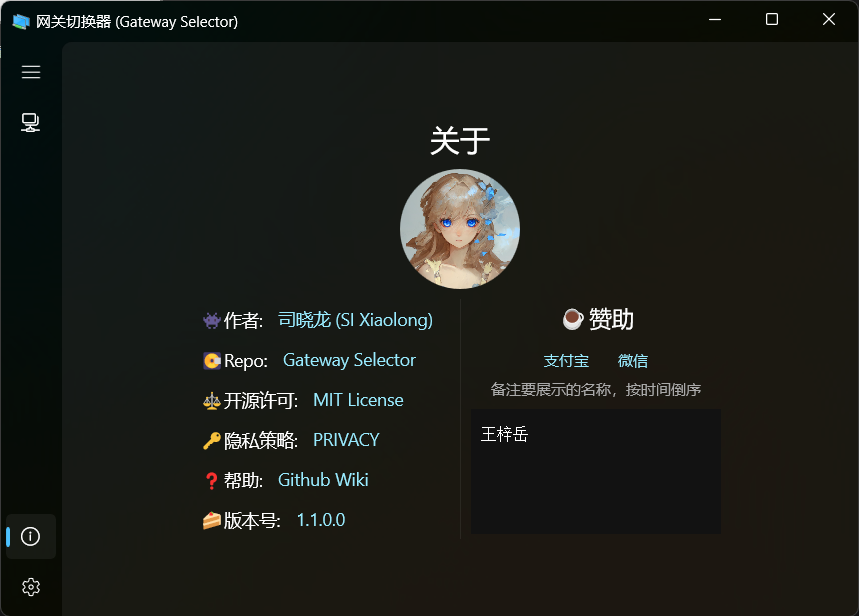 网关切换器 (Gateway Selector)
关于
作者: 司晓龙 (SI Xiaolong)
Repo: Gateway Selector
开源许可: MIT License
隐私策略: PRIVACY
帮助: Github Wiki
版本号: 1.1.0.0
赞助
支付宝 微信
备注要展示的名称，按时间倒序
王梓岳